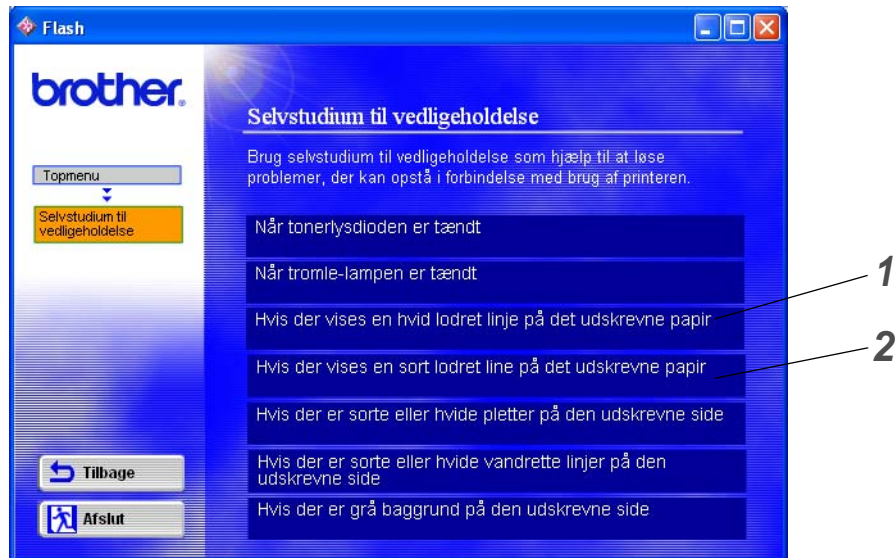 Flash
brother.
Topmenu
Selvstudium til
vedligeholdelse
Tilbage
Afslut
Selvstudium til vedligeholdelse
Brug selvstudium til vedligeholdelse som hjælp til at løse
problemer, der kan opstå i forbindelse med brug af printeren.
Når tonerlysdioden er tændt
Når tromle-lampen er tændt
Hvis der vises en hvid lodret linje på det udskrevne papir
Hvis der vises en sort lodret line på det udskrevne papir
Hvis der er sorte eller hvide pletter på den udskrevne side
Hvis der er sorte eller hvide vandrette linjer på den
udskrevne side
Hvis der er grå baggrund på den udskrevne side
1
2